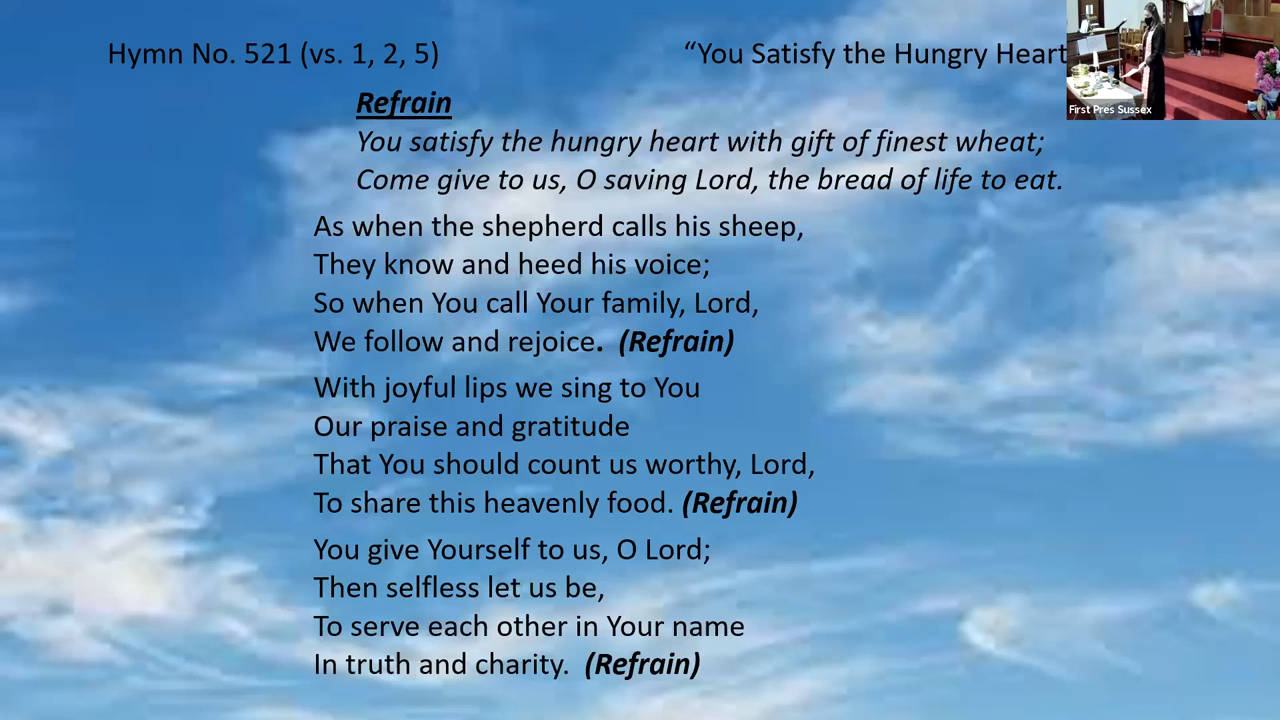 Hymn No. 521 (vs. 1, 2, 5) “You Satisfy the Hungry Heart
First Pres Sussex
Refrain
You satisfy the hungry heart with gift of finest wheat;
Come give to us, O saving Lord, the bread of life to eat.
As when the shepherd calls his sheep,
They know and heed his voice;
So when You call Your family, Lord,
We follow and rejoice. (Refrain)
With joyful lips we sing to You
Our praise and gratitude
That You should count us worthy, Lord,
To share this heavenly food. (Refrain)
You give Yourself to us, O Lord;
Then selfless let us be,
To serve each other in Your name
In truth and charity. (Refrain)